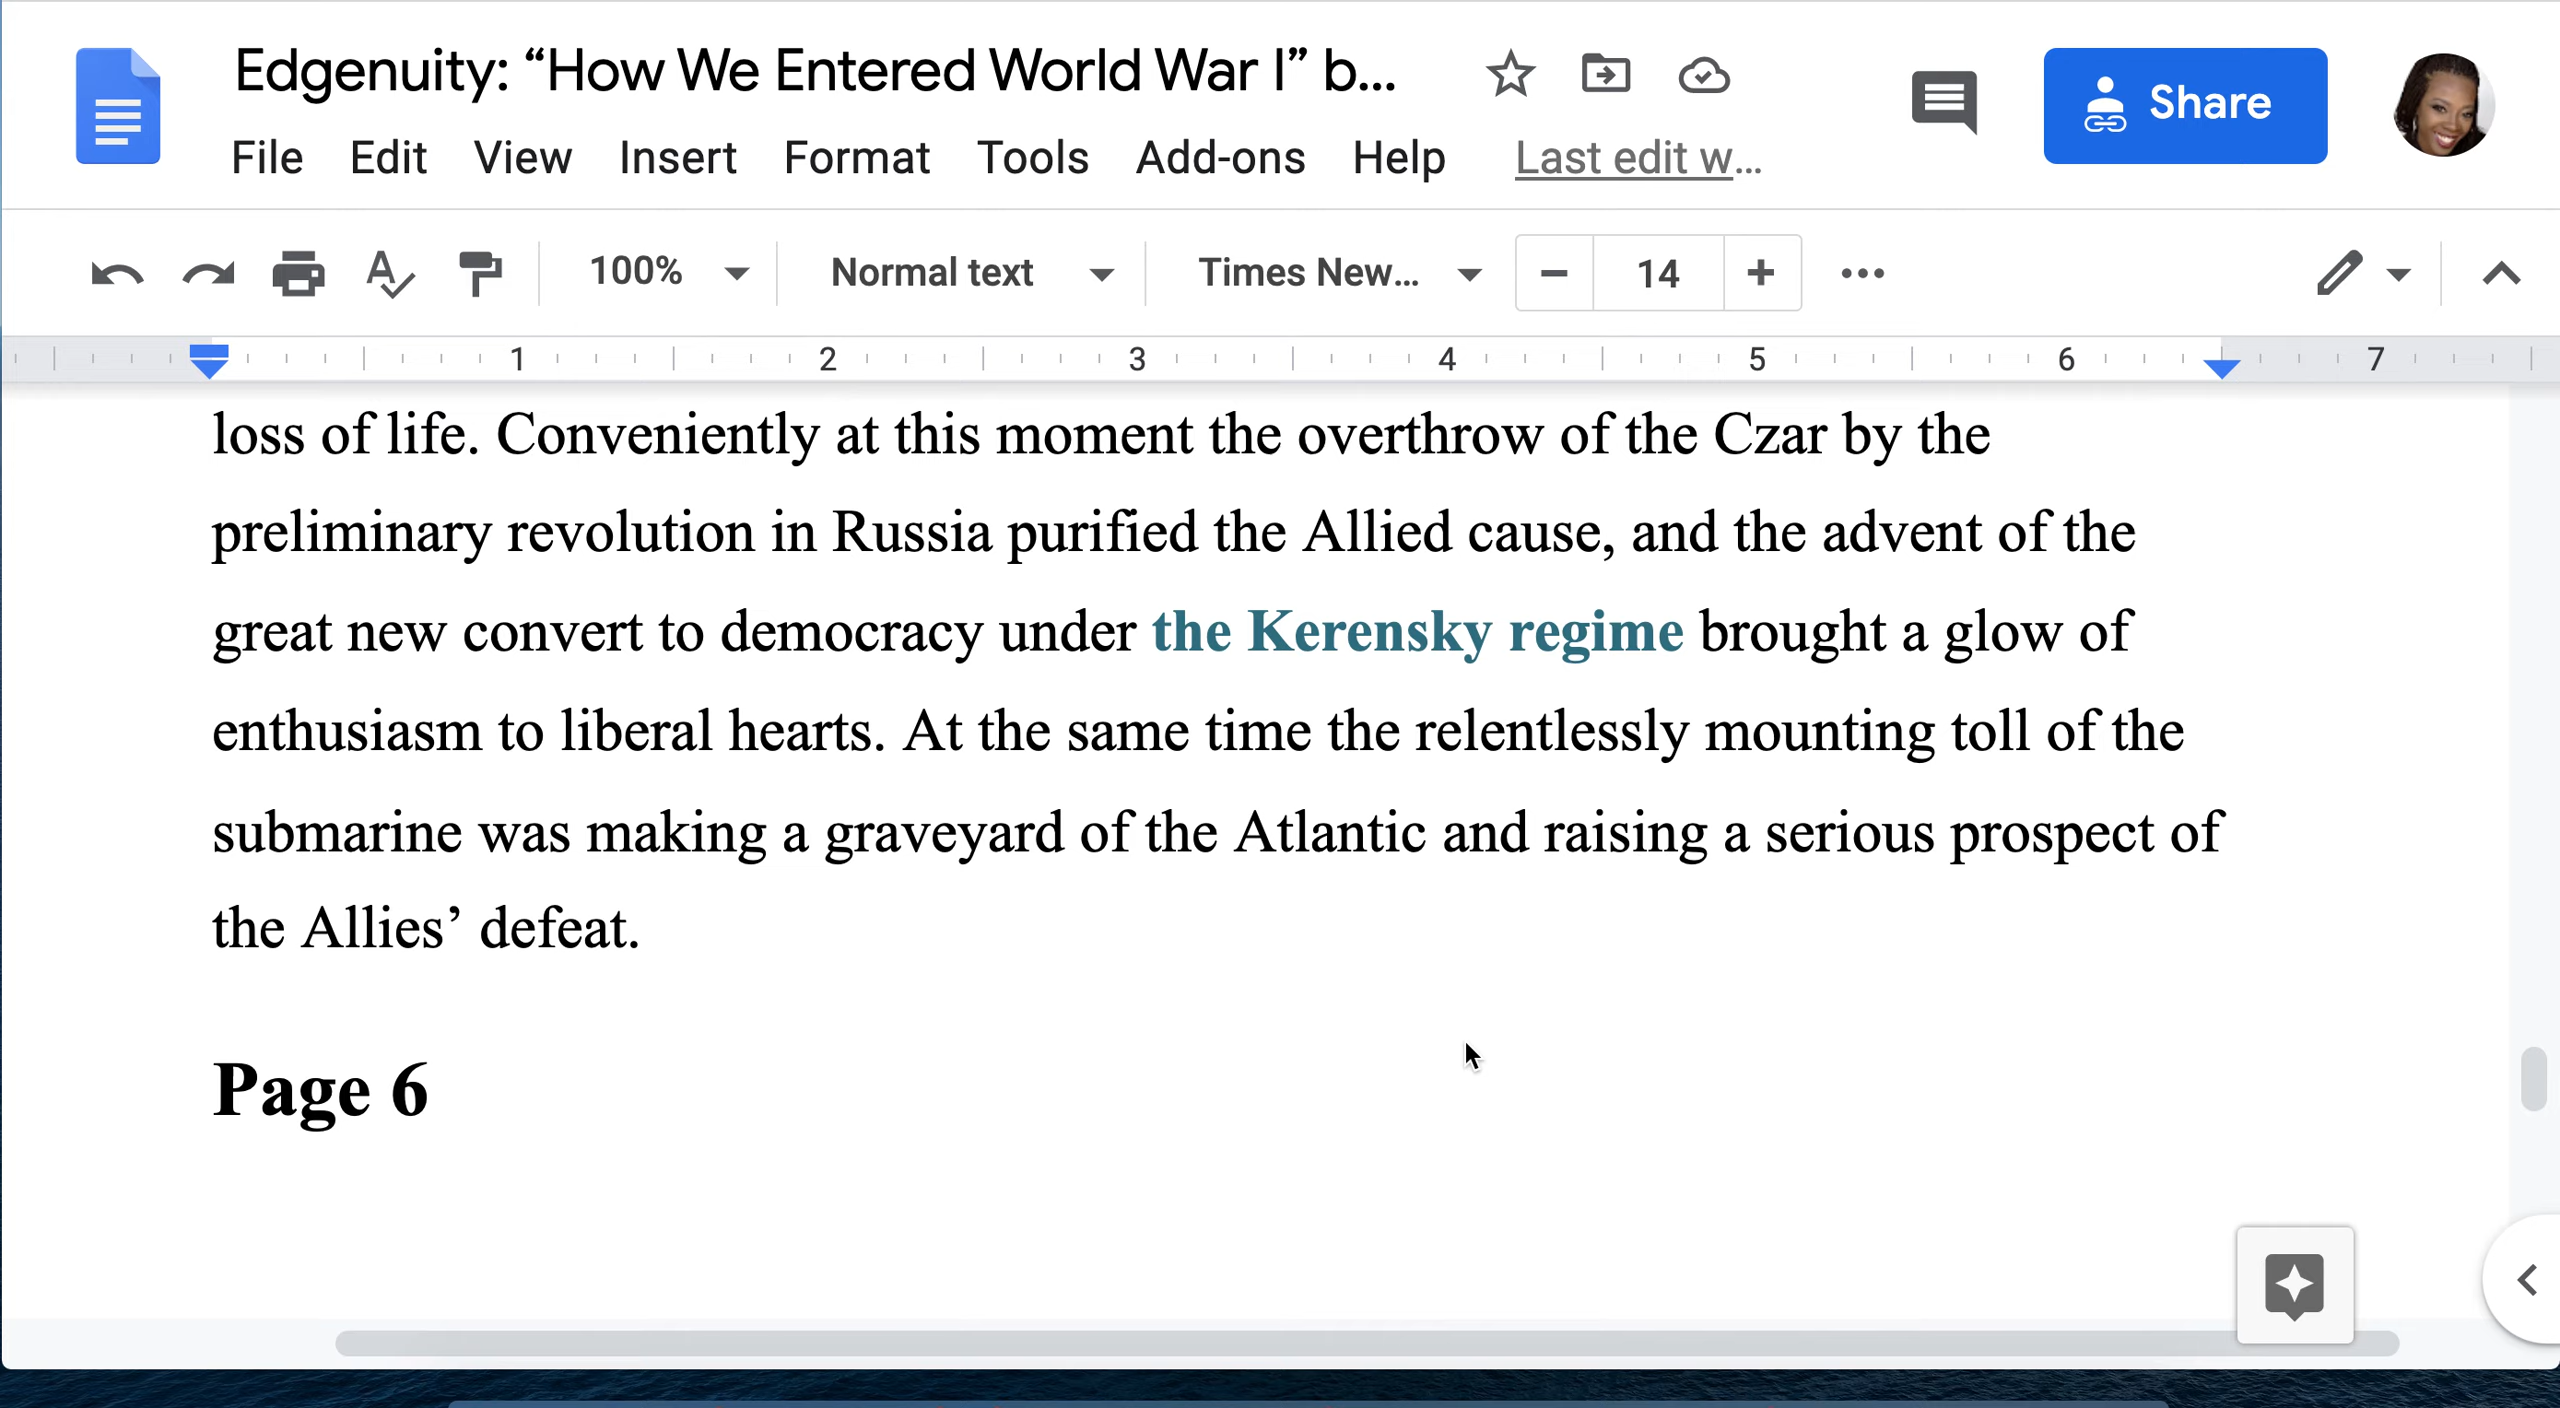 Edgenuity: “How We Entered World War I” b...
File Edit View Insert Format Tools Add-ons Help Last edit w...
Share
100% Normal text Times New... 14
1 2 3 4 5 6 7
loss of life. Conveniently at this moment the overthrow of the Czar by the
preliminary revolution in Russia purified the Allied cause, and the advent of the
great new convert to democracy under the Kerensky regime brought a glow of
enthusiasm to liberal hearts. At the same time the relentlessly mounting toll of the
submarine was making a graveyard of the Atlantic and raising a serious prospect of
the Allies’ defeat.
Page 6